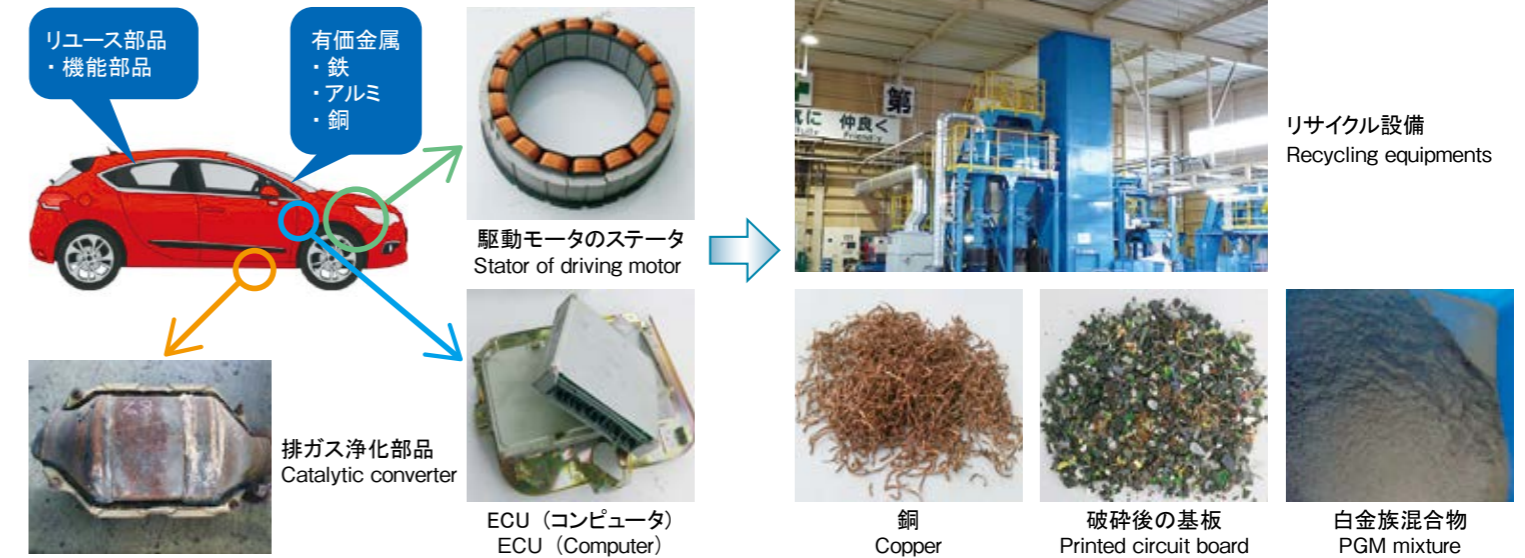 リユース部品
・機能部品
有価金属
・鉄
・アルミ
・銅
駆動モータのステータ
Stator of driving motor
排ガス浄化部品
Catalytic converter
ECU（コンピュータ）
ECU（Computer）
第
に 仲良く
Friendly
リサイクル設備
Recycling equipments
銅
Copper
破砕後の基板
Printed circuit board
白金族混合物
PGM mixture